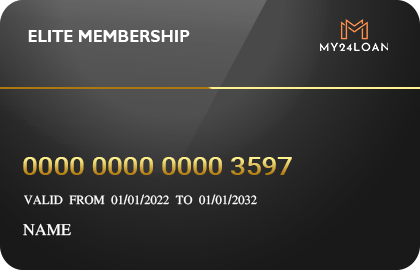 ELITE MEMBERSHIP
MY24LOAN
0000 0000 0000 3597
VALID FROM 01/01/2022 TO 01/01/2032
NAME